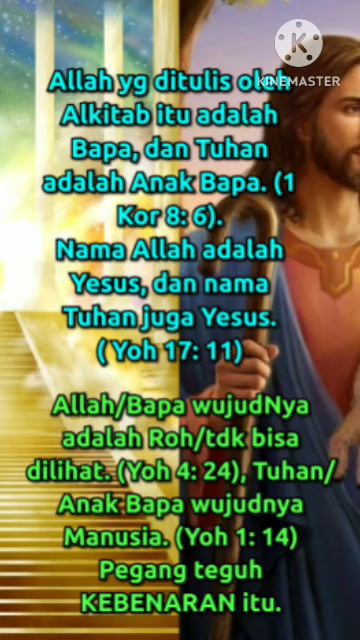 KINEMASTER
Allah yg ditulis oleh
Alkitab itu adalah
Bapa, dan Tuhan
adalah Anak Bapa. (1
Kor 8: 6).
Nama Allah adalah
Yesus, dan nama
Tuhan juga Yesus.
( Yoh 17: 11)
Allah/Bapa wujudNya
adalah Roh/tdk bisa
dilihat. (Yoh 4: 24), Tuhan/
Anak Bapa wujudnya
Manusia. (Yoh 1: 14)
Pegang teguh
KEBENARAN itu.